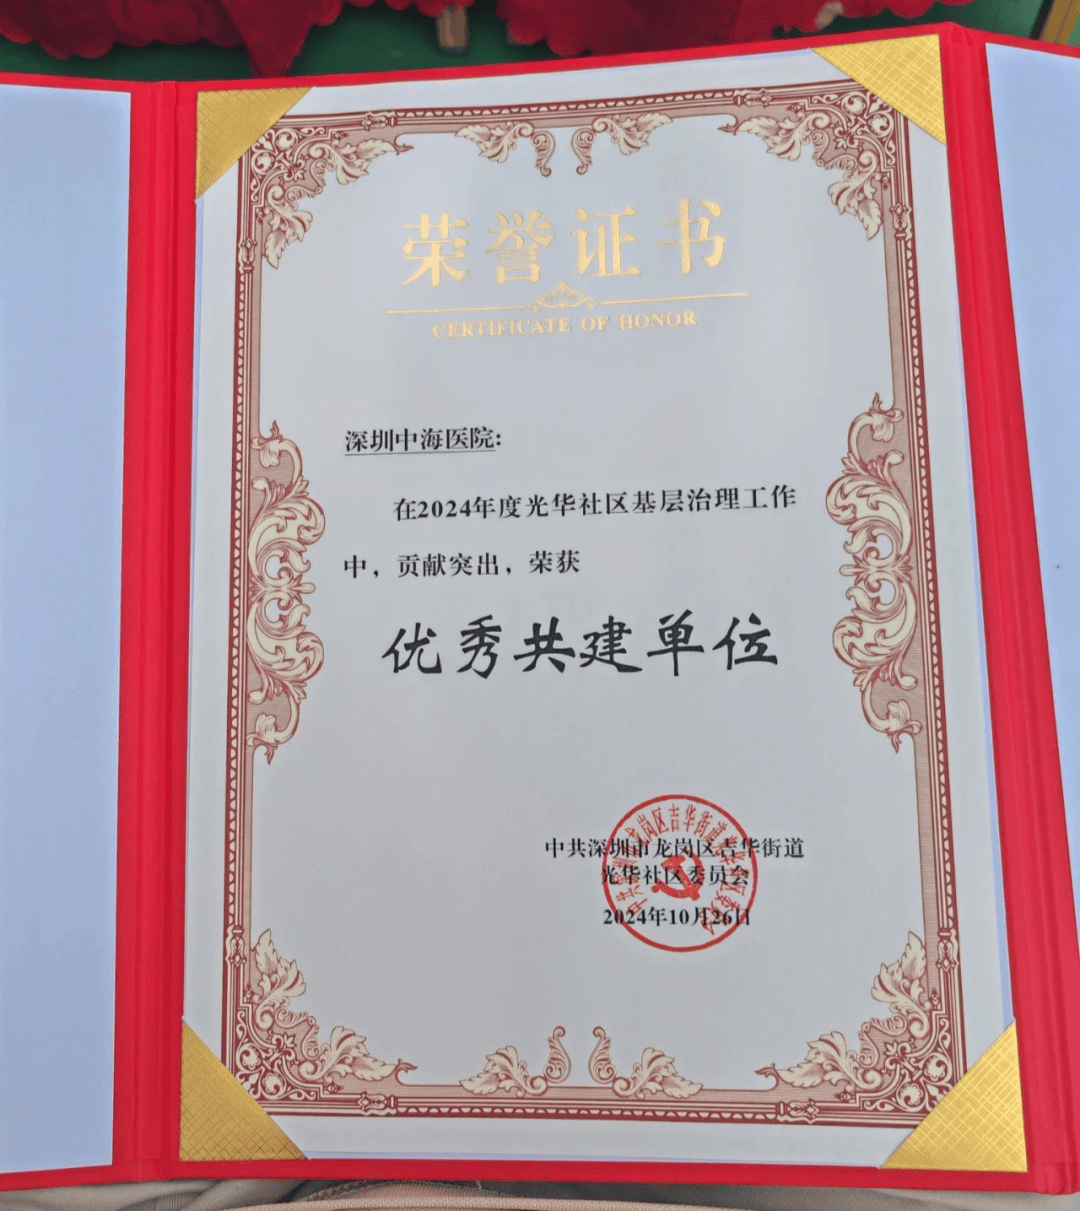 荣誉证书
CERTIFICATE OF HONOR
深圳中海医院:
在2024年度光华社区基层治理工作
中，贡献突出，荣获
优秀共建单位
中共深圳市龙岗区吉华街道
光华社区委员会
2024年10月26日